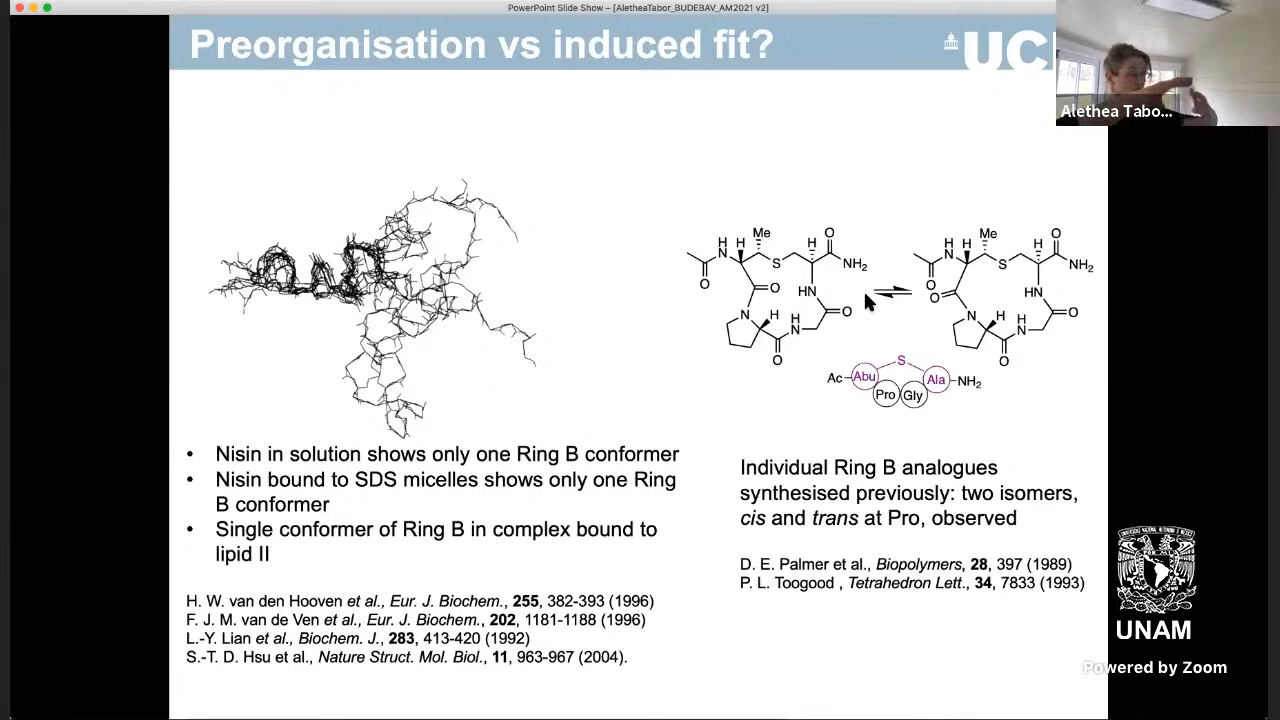 PowerPoint Slide Show – [AletheaTabor_BUDEBAV_AM2021 v2]
Preorganisation vs induced fit?
UC
Alethea Tabo...
H H Me S H O NH2
N O O HN O
N H H N O
O
H H Me S H O NH2
N O O HN O
N H H N O
O
S
Ac Abu Ala NH2
Pro Gly
• Nisin in solution shows only one Ring B conformer
• Nisin bound to SDS micelles shows only one Ring
B conformer
• Single conformer of Ring B in complex bound to
lipid II
H. W. van den Hooven et al., Eur. J. Biochem., 255, 382-393 (1996)
F. J. M. van de Ven et al., Eur. J. Biochem., 202, 1181-1188 (1996)
L.-Y. Lian et al., Biochem. J., 283, 413-420 (1992)
S.-T. D. Hsu et al., Nature Struct. Mol. Biol., 11, 963-967 (2004).
Individual Ring B analogues
synthesised previously: two isomers,
cis and trans at Pro, observed
D. E. Palmer et al., Biopolymers, 28, 397 (1989)
P. L. Toogood , Tetrahedron Lett., 34, 7833 (1993)
UNAM
Powered by Zoom